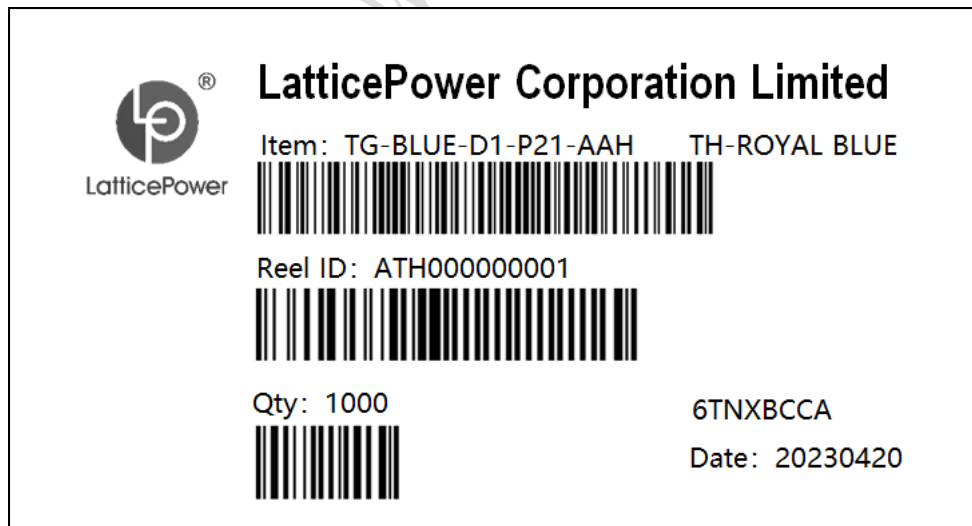 LatticePower Corporation Limited
®
LP
LatticePower
Item: TG-BLUE-D1-P21-AAH TH-ROYAL BLUE
Reel ID: ATH000000001
Qty: 1000
6TNXBCCA
Date: 20230420